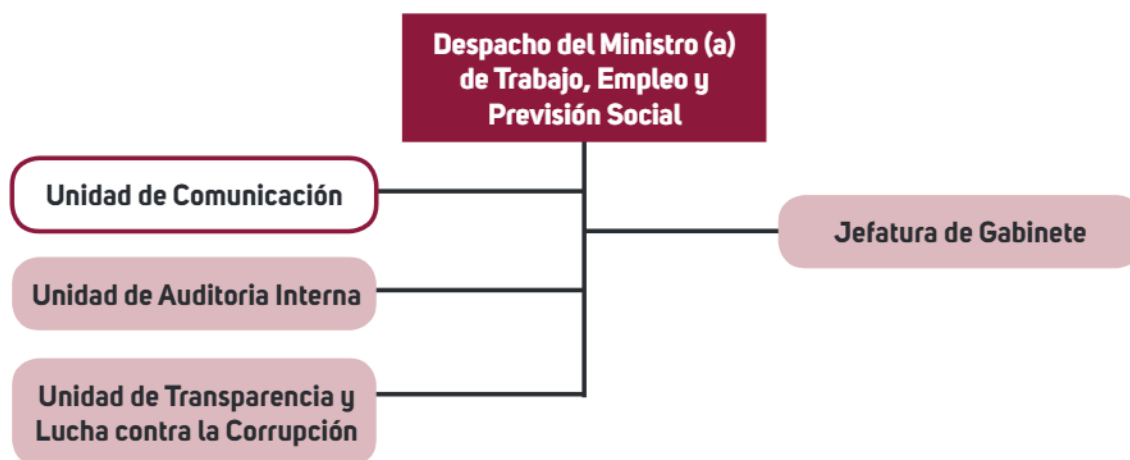 Despacho del Ministro (a)
de Trabajo, Empleo y
Previsión Social
Unidad de Comunicación
Jefatura de Gabinete
Unidad de Auditoria Interna
Unidad de Transparencia y
Lucha contra la Corrupción